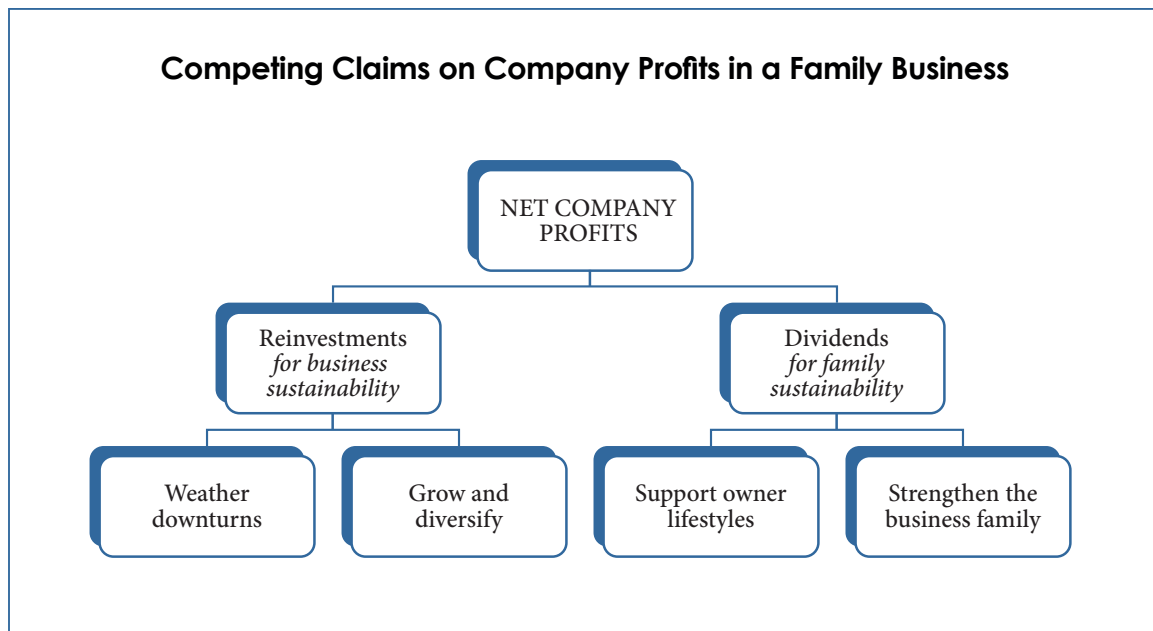 Competing Claims on Company Profits in a Family Business
NET COMPANY
PROFITS
Reinvestments
for business
sustainability
Dividends
for family
sustainability
Weather
downturns
Grow and
diversify
Support owner
lifestyles
Strengthen the
business family